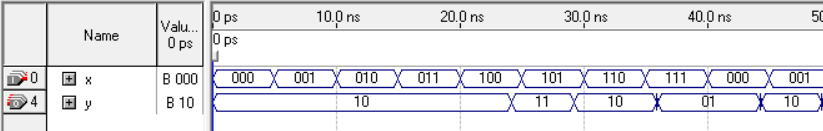 Name Valu... 0 ps
0 ps 10.0 ns 20.0 ns 30.0 ns 40.0 ns 50
0 ps
0 x B 000 000 001 010 011 100 101 110 111 000 001
4 y B 10 10 11 10 01 10